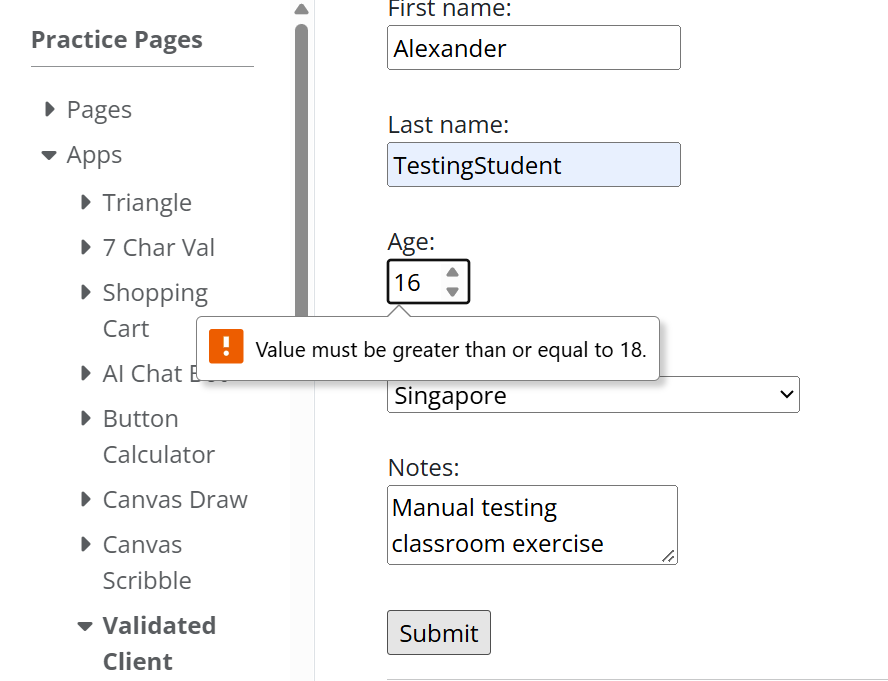 Practice Pages
Pages
Apps
Triangle
7 Char Val
Shopping
Cart
AI Chat
Button
Calculator
Canvas Draw
Canvas
Scribble
Validated
Client
First name:
Alexander
Last name:
TestingStudent
Age:
16
Value must be greater than or equal to 18.
Singapore
Notes:
Manual testing
classroom exercise
Submit